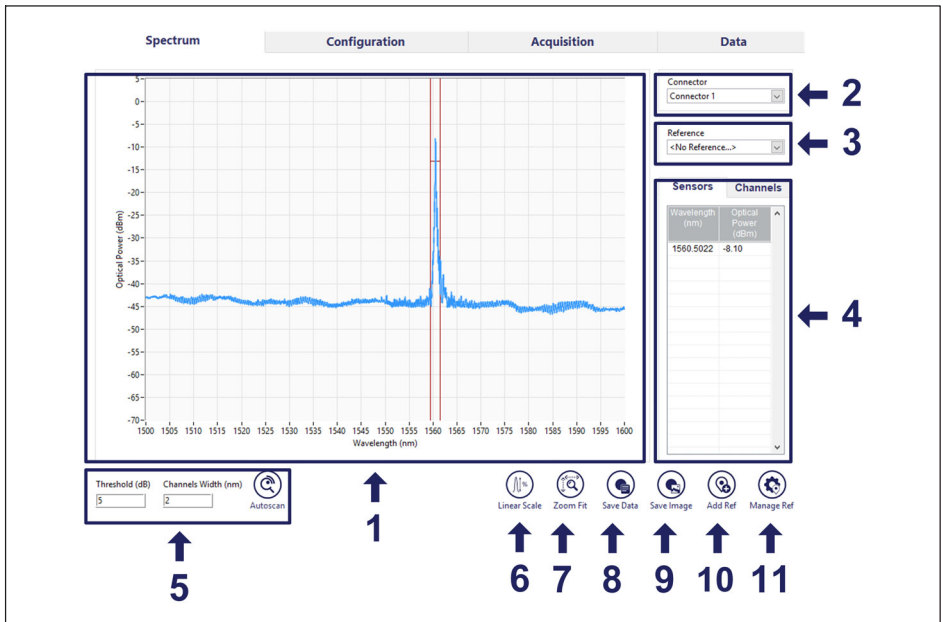 Spectrum Configuration Acquisition Data
Connector
Connector 1
2
Reference
<No Reference...>
3
Sensors Channels
Wavelength (nm) Optical Power (dBm)
1560.5022 -8.10
4
Optical Power (dBm)
5
0
-5
-10
-15
-20
-25
-30
-35
-40
-45
-50
-55
-60
-65
-70
1500 1505 1510 1515 1520 1525 1530 1535 1540 1545 1550 1555 1560 1565 1570 1575 1580 1585 1590 1595 1600
Wavelength (nm)
Threshold (dB) Channels Width (nm)
5 2
Autoscan
Linear Scale Zoom Fit Save Data Save Image Add Ref Manage Ref
%
1
5
6 7 8 9 10 11